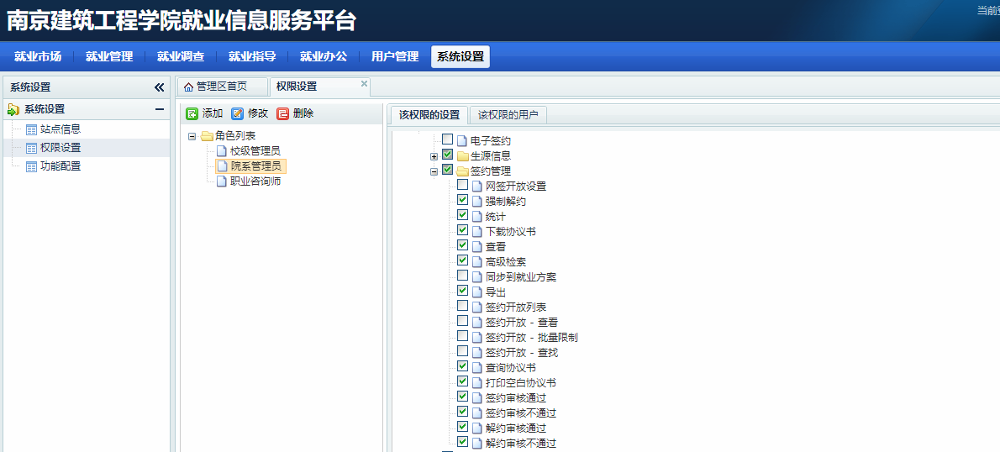 南京建筑工程学院就业信息服务平台
当前
就业市场 就业管理 就业调查 就业指导 就业办公 用户管理 系统设置
系统设置
管理区首页 权限设置
系统设置
站点信息
权限设置
功能配置
添加 修改 删除
角色列表
校级管理员
院系管理员
职业咨询师
该权限的设置 该权限的用户
电子签约
生源信息
签约管理
网签开放设置
强制解约
统计
下载协议书
查看
高级检索
同步到就业方案
导出
签约开放列表
签约开放 - 查看
签约开放 - 批量限制
签约开放 - 查找
查询协议书
打印空白协议书
签约审核通过
签约审核不通过
解约审核通过
解约审核不通过